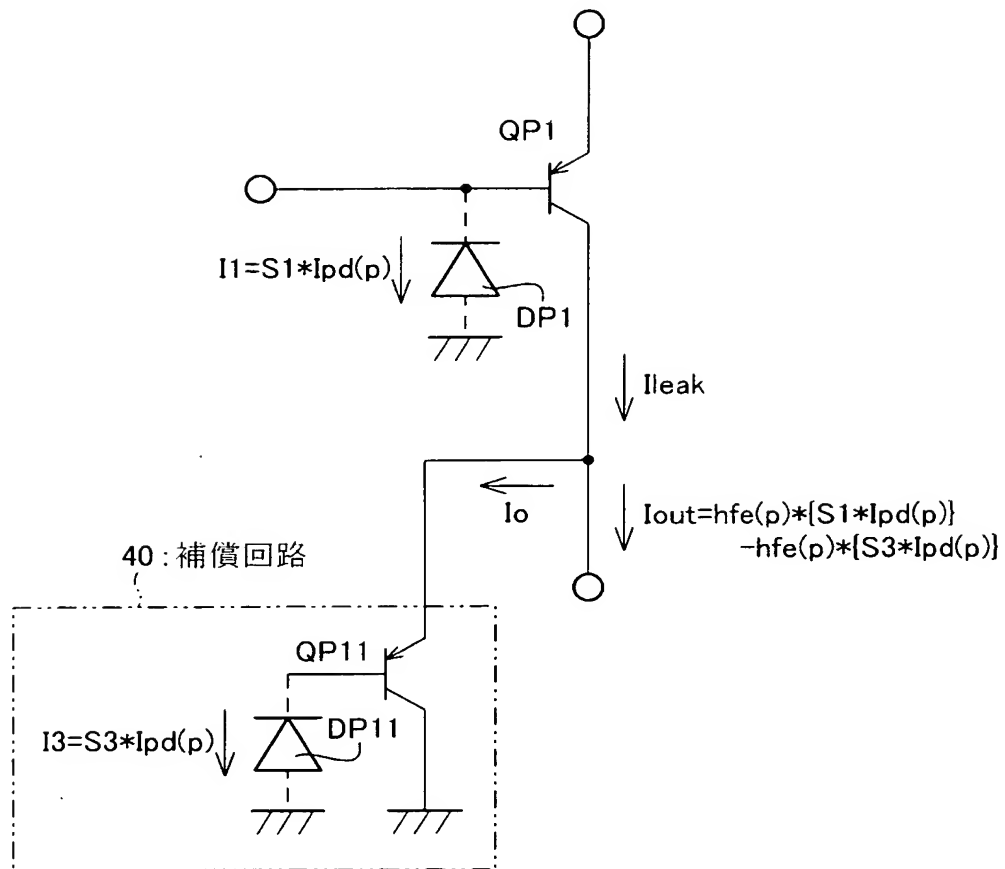 QP1
I1=S1*Ipd(p)
DP1
Ileak
Io
Iout=hfe(p)*{S1*Ipd(p)}
-hfe(p)*{S3*Ipd(p)}
40:補償回路
QP11
I3=S3*Ipd(p)
DP11